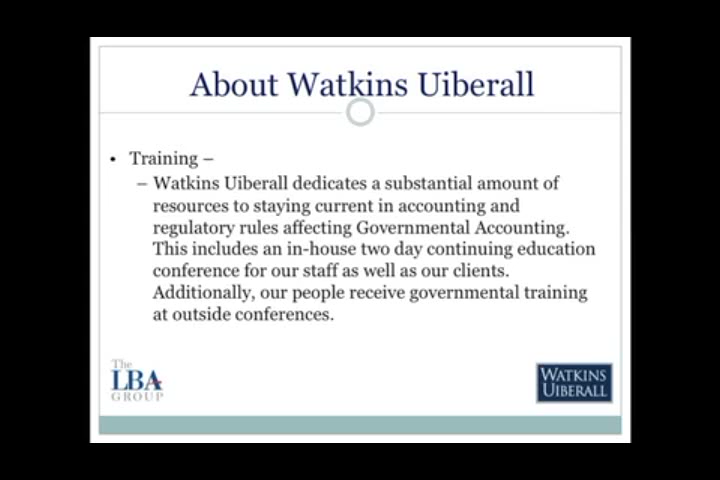 About Watkins Uiberall
• Training –
– Watkins Uiberall dedicates a substantial amount of
resources to staying current in accounting and
regulatory rules affecting Governmental Accounting.
This includes an in-house two day continuing education
conference for our staff as well as our clients.
Additionally, our people receive governmental training
at outside conferences.
The
LBA
GROUP
WATKINS
UIBERALL